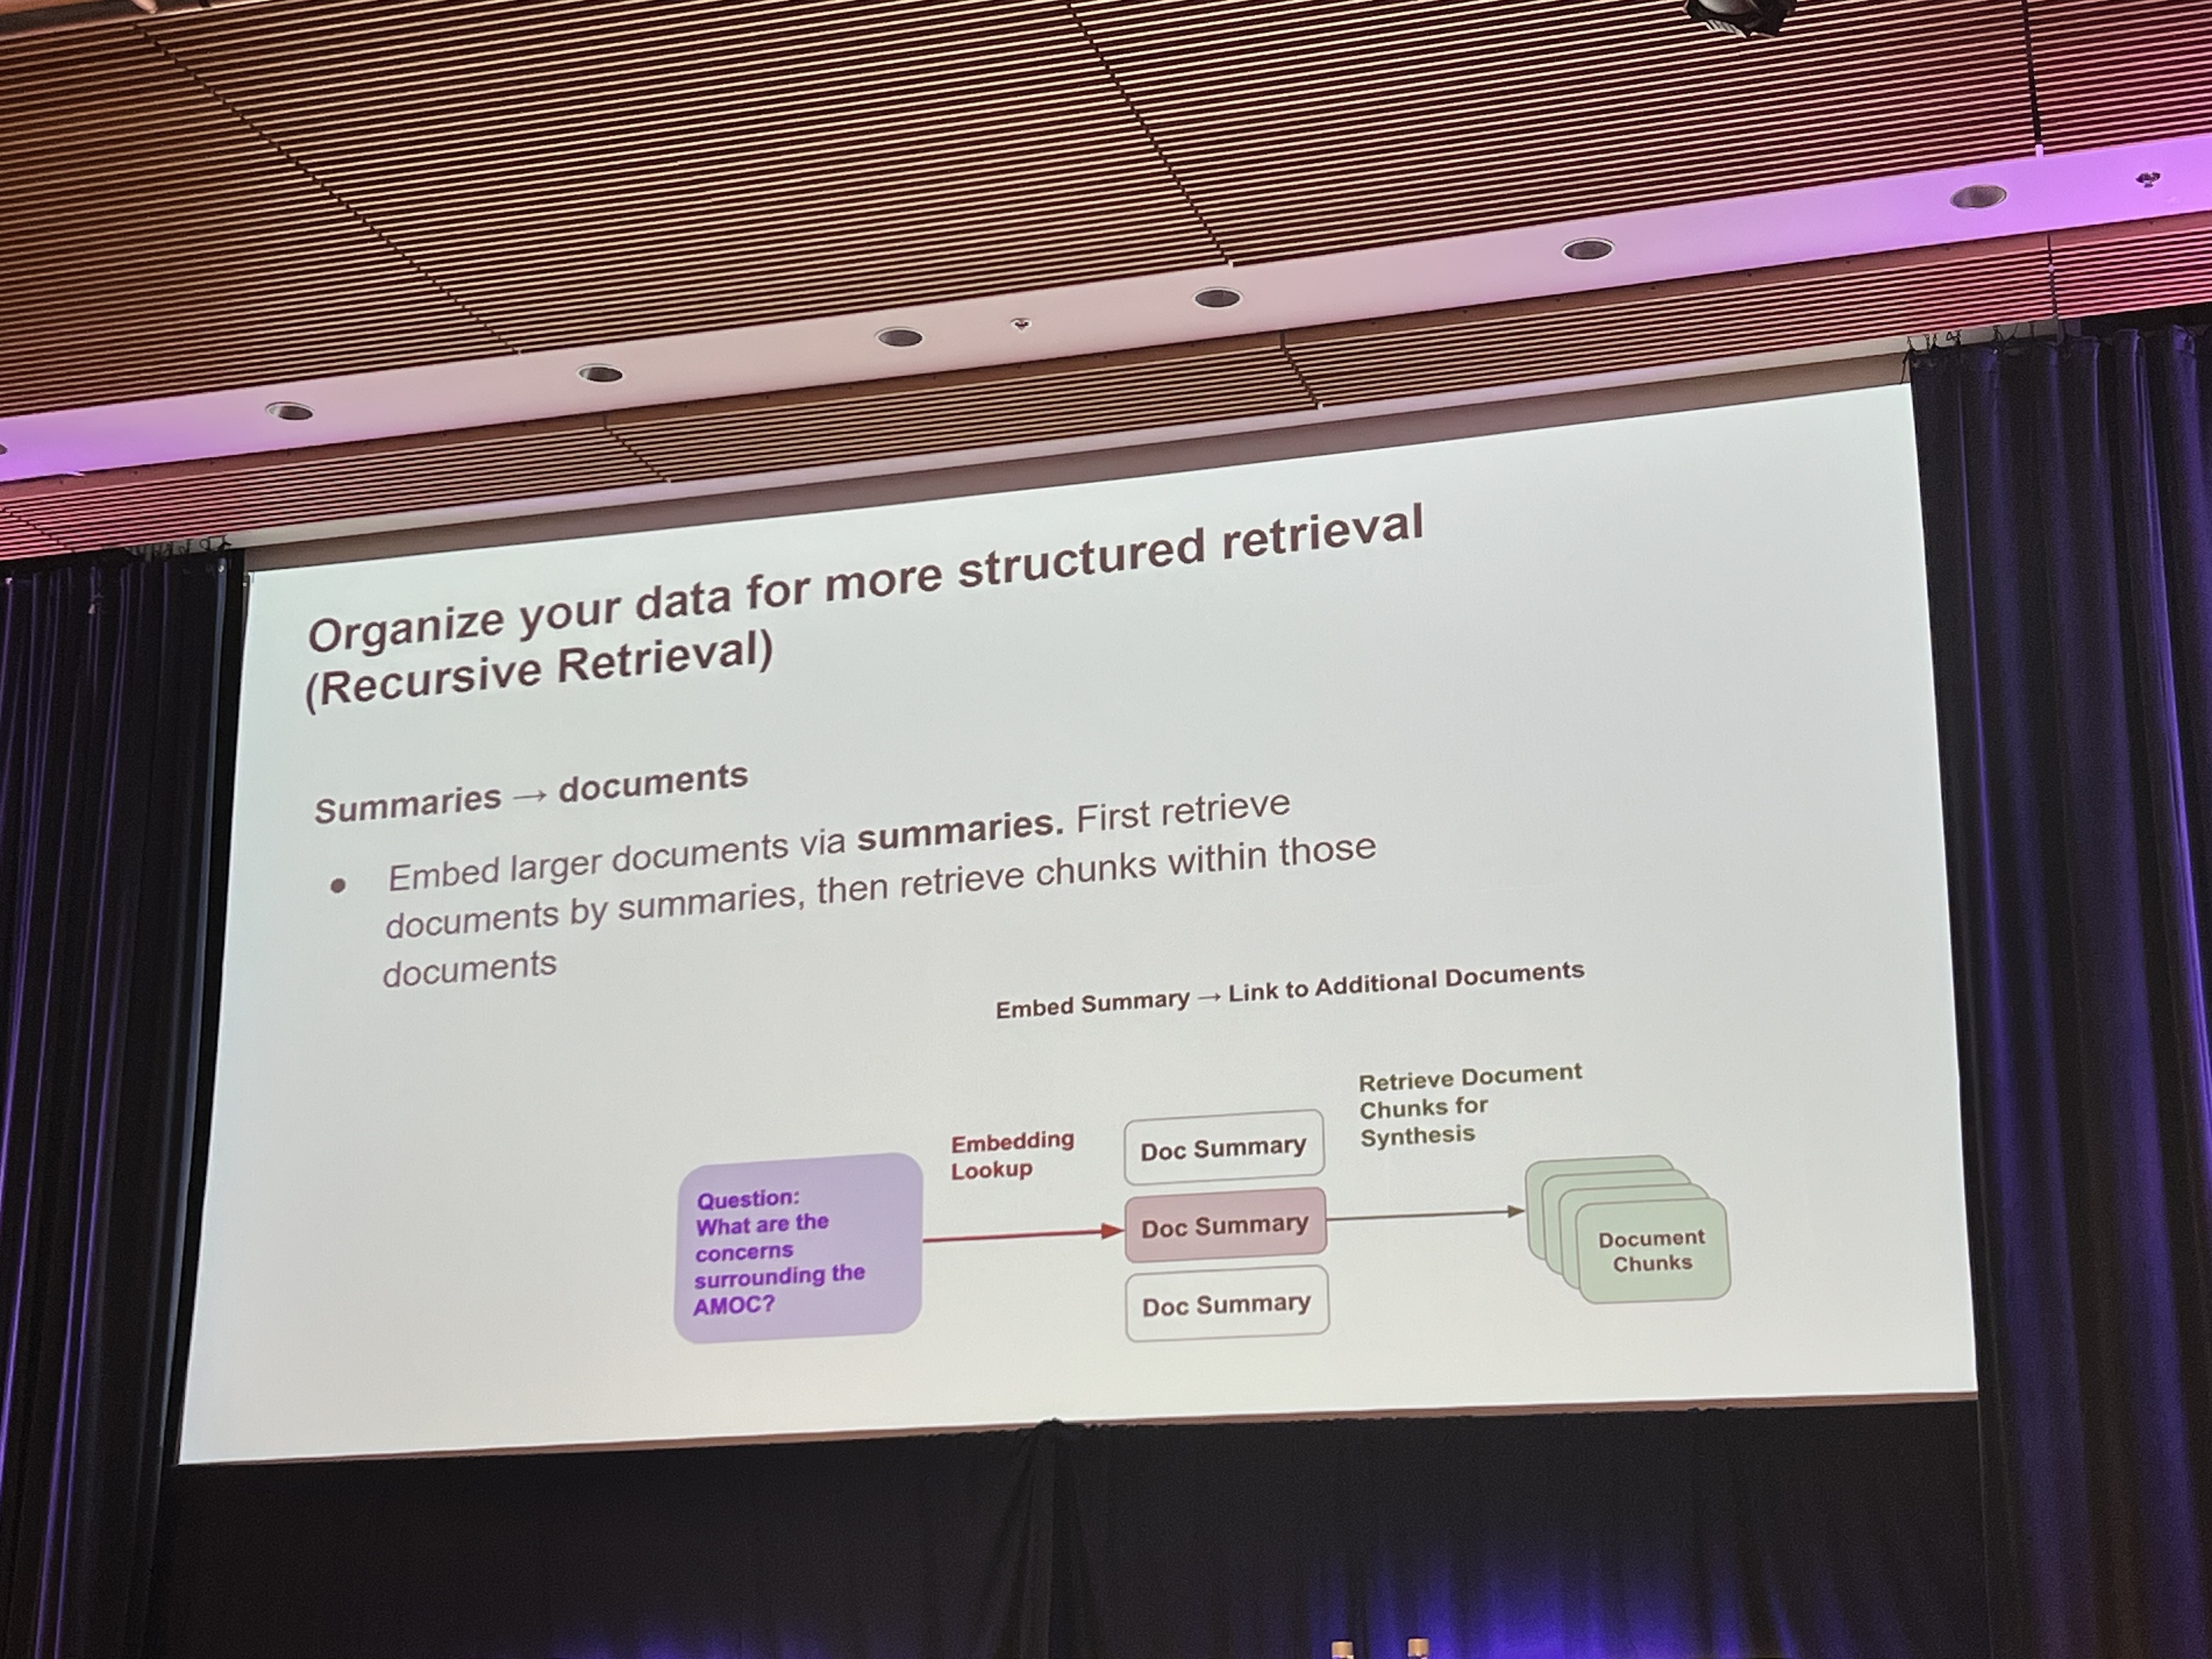 Organize your data for more structured retrieval
(Recursive Retrieval)
Summaries → documents
● Embed larger documents via summaries. First retrieve
documents by summaries, then retrieve chunks within those
documents
Embed Summary → Link to Additional Documents
Question:
What are the
concerns
surrounding the
AMOC?
Embedding
Lookup
Doc Summary
Doc Summary
Doc Summary
Retrieve Document
Chunks for
Synthesis
Document
Chunks